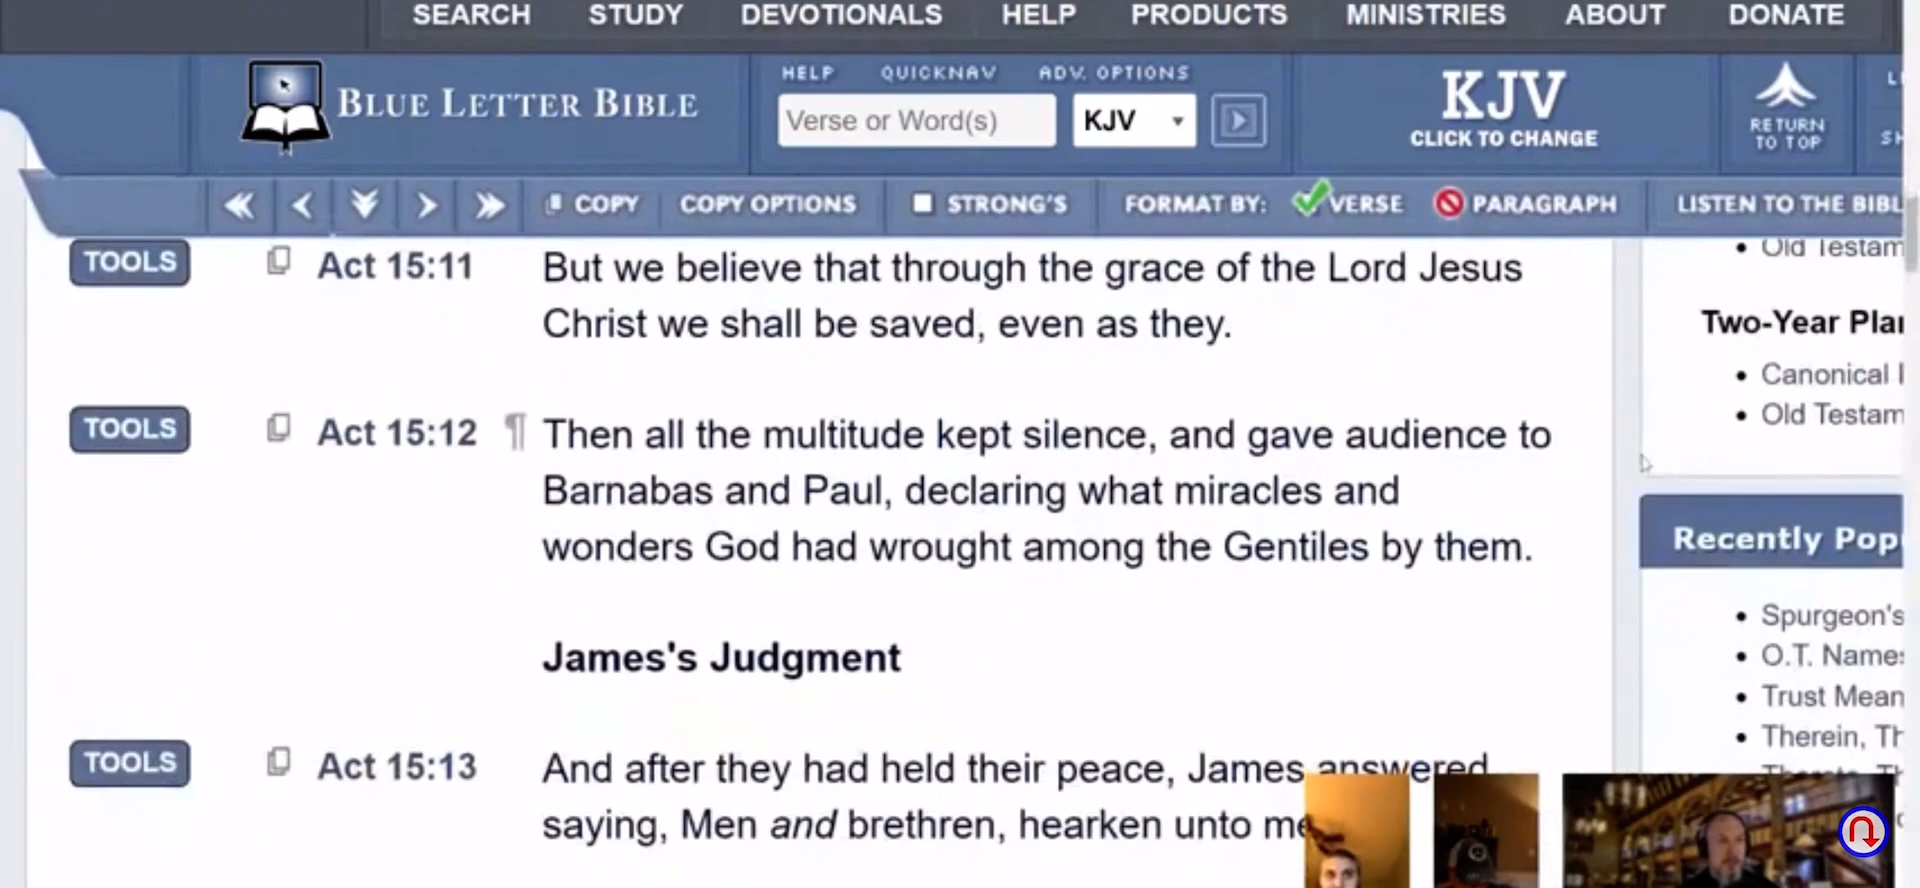 SEARCH STUDY DEVOTIONALS HELP PRODUCTS MINISTRIES ABOUT DONATE
HELP QUICKNAV ADV. OPTIONS
BLUE LETTER BIBLE
Verse or Word(s) KJV
KJV
CLICK TO CHANGE
RETURN
TO TOP
COPY COPY OPTIONS STRONG'S FORMAT BY: VERSE PARAGRAPH LISTEN TO THE
TOOLS Act 15:11 But we believe that through the grace of the Lord Jesus
Christ we shall be saved, even as they.
TOOLS Act 15:12 ¶ Then all the multitude kept silence, and gave audience to
Barnabas and Paul, declaring what miracles and
wonders God had wrought among the Gentiles by them.
James's Judgment
TOOLS Act 15:13 And after they had held their peace, James answered
saying, Men and brethren, hearken unto me
• Old
Two-Year
• Canonical
• Old
Recently
• Spurgeon's
• O.T.
• Trust
• Therein,